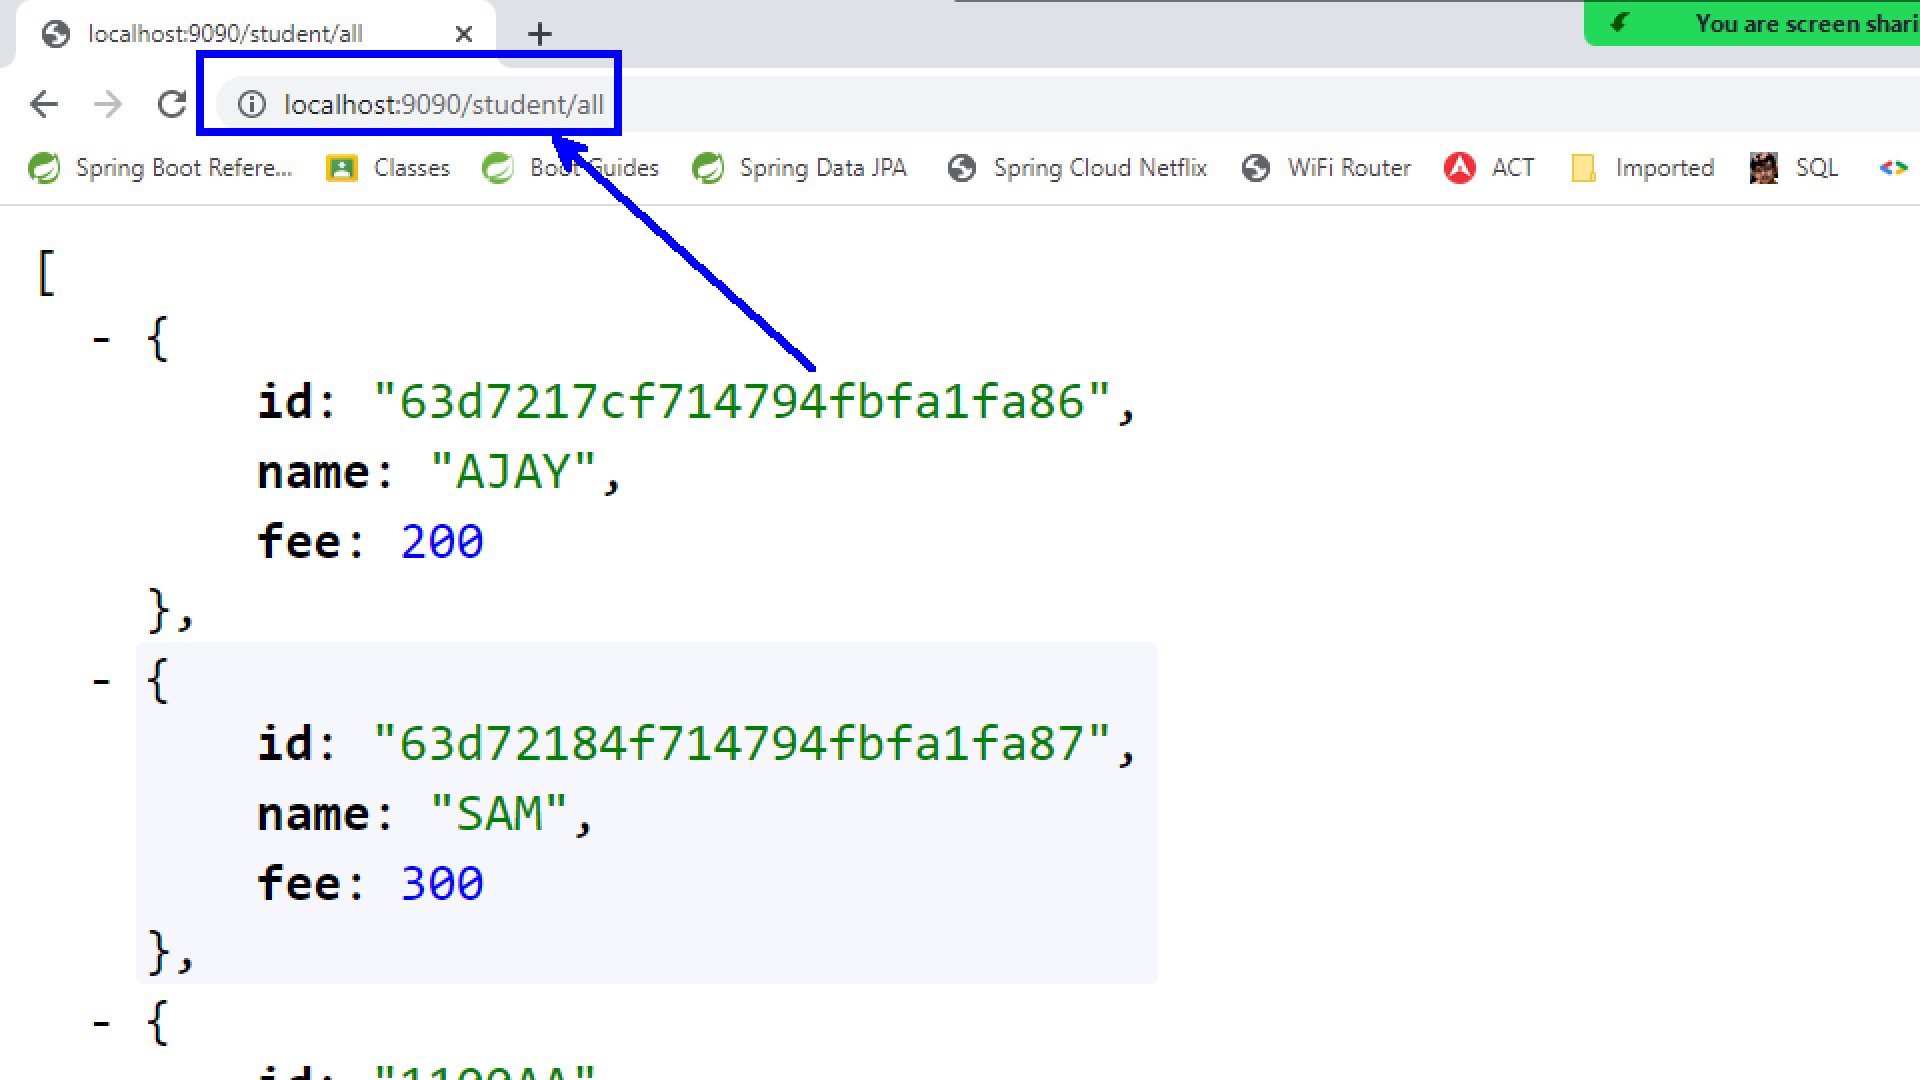 localhost:9090/student/all
You are screen shari
localhost:9090/student/all
Spring Boot Refere... Classes Boot Guides Spring Data JPA Spring Cloud Netflix WiFi Router ACT Imported SQL
[
- {
id: "63d7217cf714794fbfa1fa86",
name: "AJAY",
fee: 200
},
- {
id: "63d72184f714794fbfa1fa87",
name: "SAM",
fee: 300
},
- {
id: "1100AA"